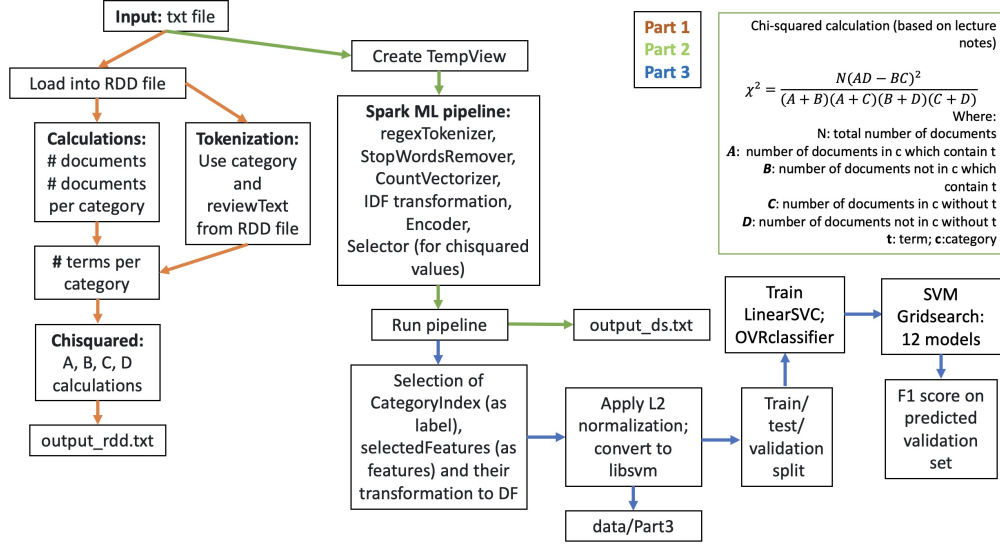 Input: txt file
Load into RDD file
Calculations:
# documents
# documents
per category
Tokenization:
Use category
and
reviewText
from RDD file
# terms per
category
Chisquared:
A, B, C, D
calculations
output_rdd.txt
Create TempView
Spark ML pipeline:
regexTokenizer,
StopWordsRemover,
CountVectorizer,
IDF transformation,
Encoder,
Selector (for chisquared
values)
Run pipeline
output_ds.txt
Selection of
CategoryIndex (as
label),
selectedFeatures (as
features) and their
transformation to DF
Apply L2
normalization;
convert to
libsvm
data/Part3
Train/
test/
validation
split
Train
LinearSVC;
OVRclassifier
SVM
Gridsearch:
12 models
F1 score on
predicted
validation
set
Part 1
Part 2
Part 3
Chi-squared calculation (based on lecture
notes)
χ² = N(AD − BC)² / (A + B)(A + C)(B + D)(C + D)
Where:
N: total number of documents
A: number of documents in c which contain t
B: number of documents not in c which
contain t
C: number of documents in c without t
D: number of documents not in c without t
t: term; c:category